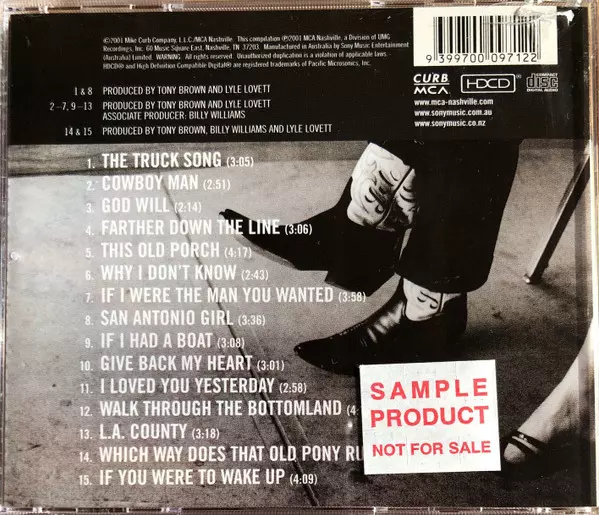 ©2001 Mike Curb Company, L.L.C./MCA Nashville. This compilation ℗2001 MCA Nashville, a Division of UMG
Recordings, Inc. 60 Music Square East, Nashville, TN 37203. Manufactured in Australia by Sony Music Entertainment
(Australia) Limited. WARNING. All rights reserved. Unauthorized duplication is a violation of applicable laws -
HDCD® and High Definition Compatible Digital® are registered trademarks of Pacific Microsonics, Inc.
9 399700 097122
1 & 8 PRODUCED BY TONY BROWN AND LYLE LOVETT
2–7, 9–13 PRODUCED BY TONY BROWN AND LYLE LOVETT
ASSOCIATE PRODUCER: BILLY WILLIAMS
14 & 15 PRODUCED BY TONY BROWN, BILLY WILLIAMS AND LYLE LOVETT
CURB
MCA
HDCD
COMPACT
disc
DIGITAL AUDIO
www.mca-nashville.com
www.sonymusic.com.au
www.sonymusic.co.nz
1. THE TRUCK SONG (3:05)
2. COWBOY MAN (2:51)
3. GOD WILL (2:14)
4. FARTHER DOWN THE LINE (3:06)
5. THIS OLD PORCH (4:17)
6. WHY I DON'T KNOW (2:43)
7. IF I WERE THE MAN YOU WANTED (3:58)
8. SAN ANTONIO GIRL (3:36)
9. IF I HAD A BOAT (3:08)
10. GIVE BACK MY HEART (3:01)
11. I LOVED YOU YESTERDAY (2:58)
12. WALK THROUGH THE BOTTOMLAND (4
13. L.A. COUNTY (3:18)
14. WHICH WAY DOES THAT OLD PONY RU
15. IF YOU WERE TO WAKE UP (4:09)
SAMPLE
PRODUCT
NOT FOR SALE